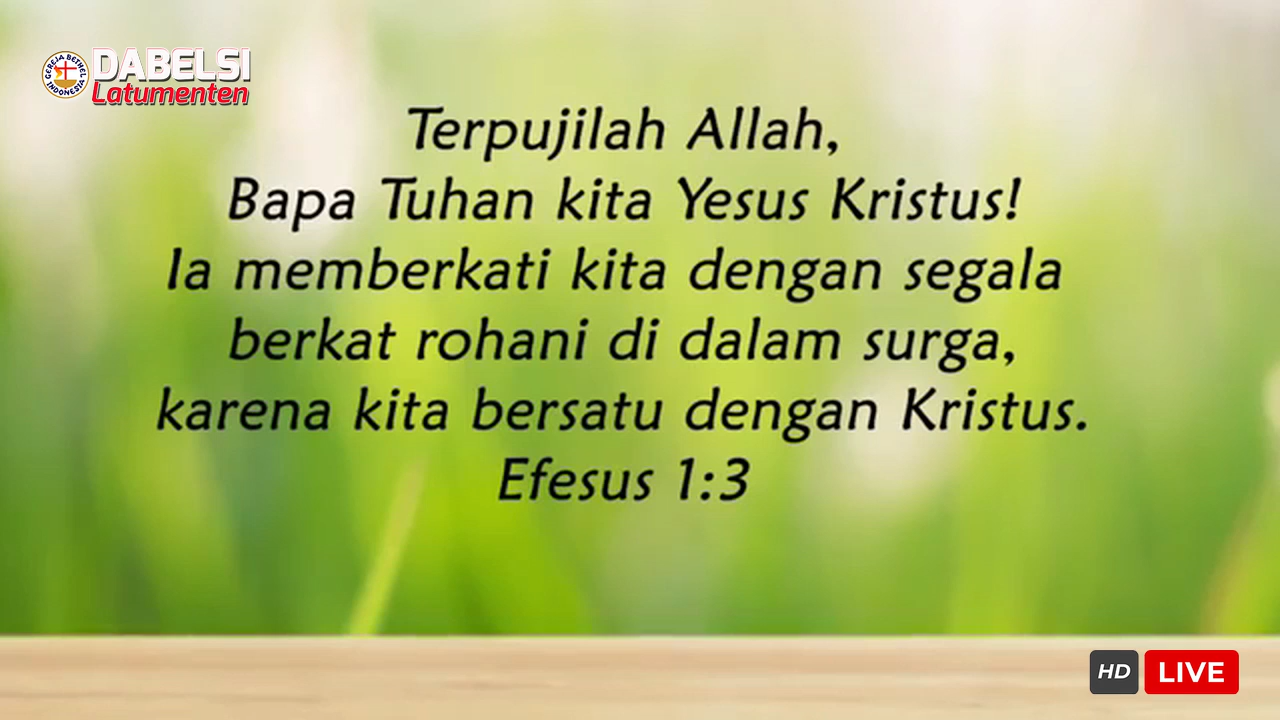 GEREJA BETHEL INDONESIA
DABELSI
Latumenten
Terpujilah Allah,
Bapa Tuhan kita Yesus Kristus!
Ia memberkati kita dengan segala
berkat rohani di dalam surga,
karena kita bersatu dengan Kristus.
Efesus 1:3
HD LIVE